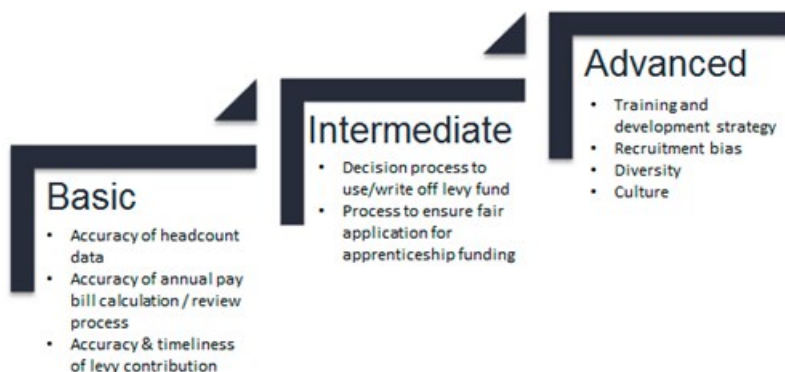 Basic
• Accuracy of headcount
data
• Accuracy of annual pay
bill calculation / review
process
• Accuracy & timeliness
of levy contribution
Intermediate
• Decision process to
use/write off levy fund
• Process to ensure fair
application for
apprenticeship funding
Advanced
• Training and
development strategy
• Recruitment bias
• Diversity
• Culture